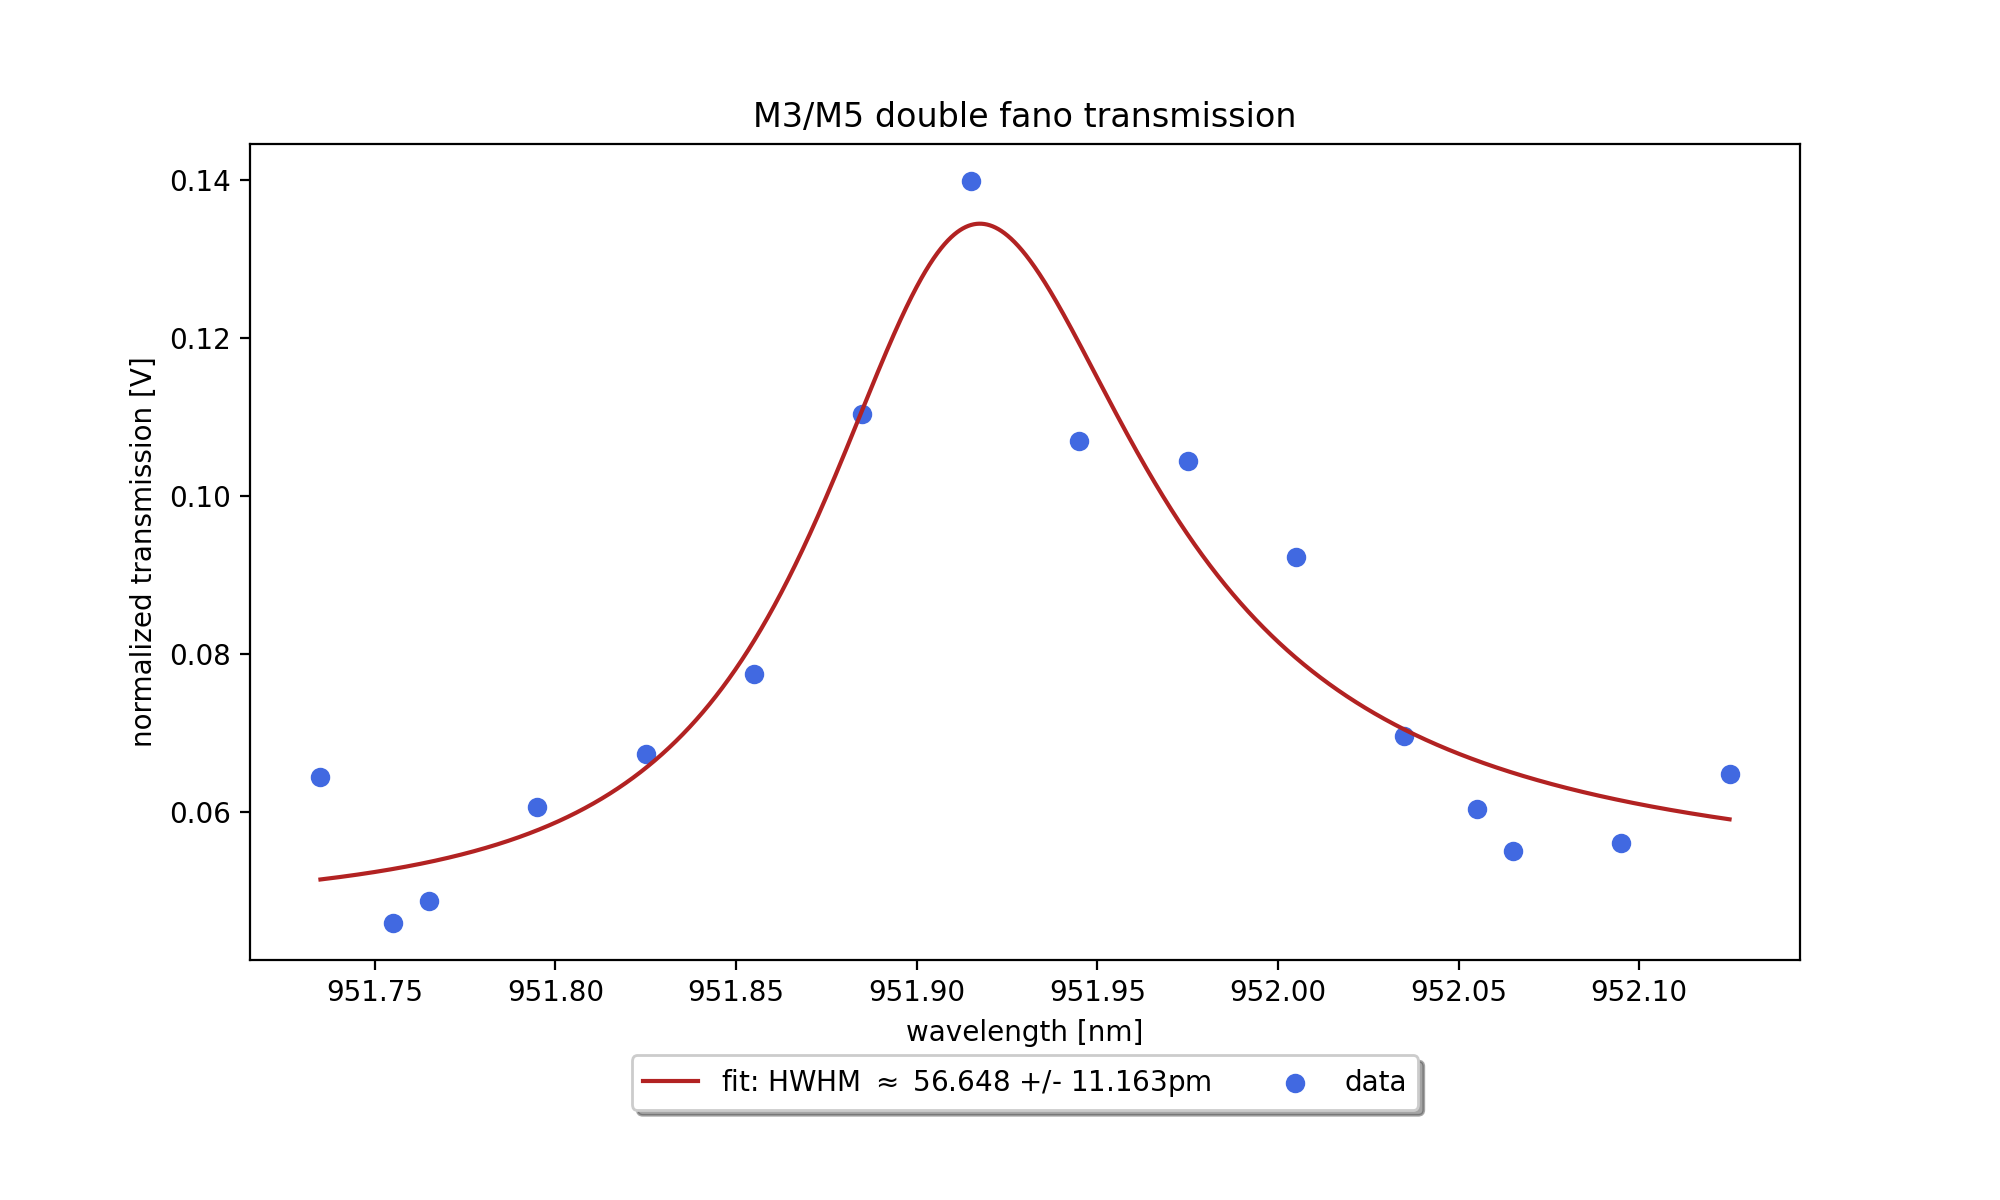 M3/M5 double fano transmission
normalized transmission [V]
0.14
0.12
0.10
0.08
0.06
951.75 951.80 951.85 951.90 951.95 952.00 952.05 952.10
wavelength [nm]
fit: HWHM ≈ 56.648 +/- 11.163pm data